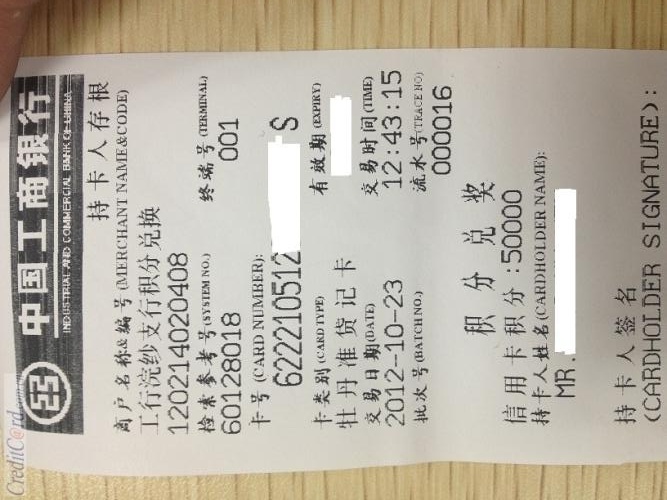 中国工商银行
INDUSTRIAL AND COMMERCIAL BANK OF CHINA
持卡人存根
商户名称&编号(MERCHANT NAME&CODE)
工行浣纱支行积分兑换
120214020408
检索参考号(SYSTEM NO.) 终端号(TERMINAL)
60128018 001
卡号(CARD NUMBER):
6222210512 S
卡类别(CARD TYPE) 有效期(EXPIRY)
牡丹准贷记卡
交易日期(DATE) 交易时间(TIME)
2012-10-23 12:43:15
批次号(BATCH NO.) 流水号(TRACE NO)
000016
积分兑奖
信用卡积分:50000
持卡人姓名(CARDHOLDER NAME):
MR.
持卡人签名
(CARDHOLDER SIGNATURE):